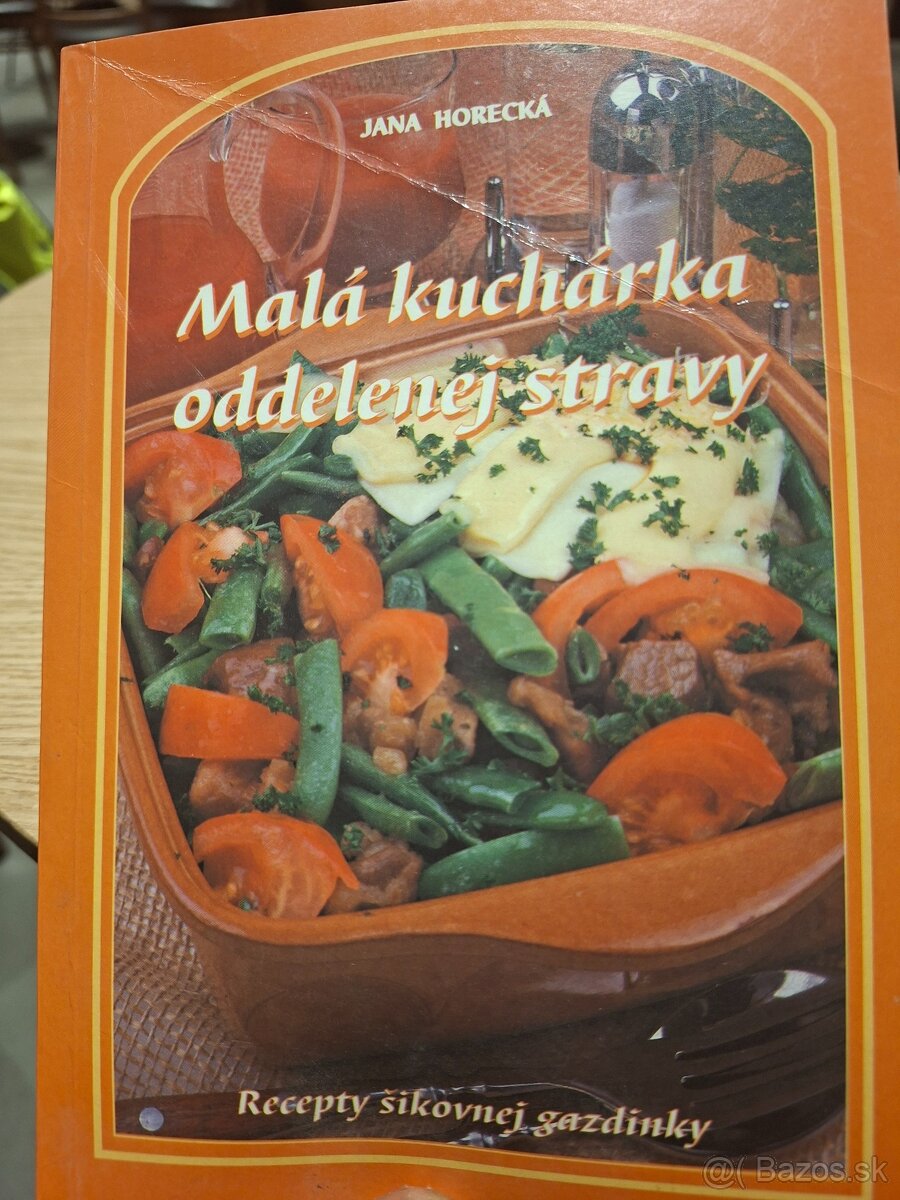 JANA HORECKÁ
Malá kuchárka
oddelenej stravy
Recepty šikovnej gazdinky
@( Bazos.sk